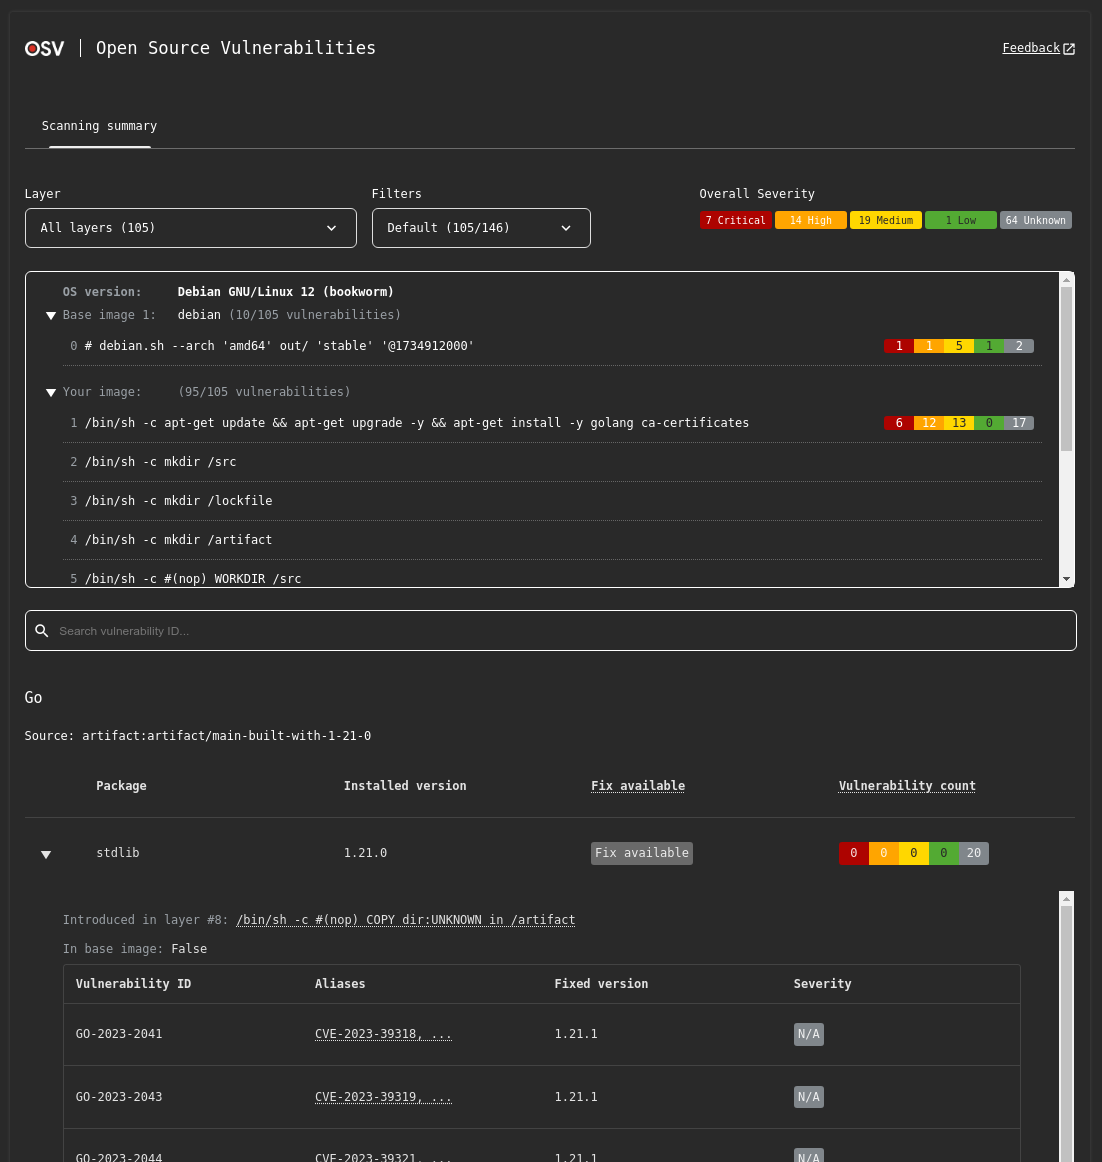 OSV | Open Source Vulnerabilities
Feedback
Scanning summary
Layer
Filters
Overall Severity
All layers (105)
Default (105/146)
7 Critical 14 High 19 Medium 1 Low 64 Unknown
OS version: Debian GNU/Linux 12 (bookworm)
Base image 1: debian (10/105 vulnerabilities)
0 # debian.sh --arch 'amd64' out/ 'stable' '@1734912000' 1 1 5 1 2
Your image: (95/105 vulnerabilities)
1 /bin/sh -c apt-get update && apt-get upgrade -y && apt-get install -y golang ca-certificates 6 12 13 0 17
2 /bin/sh -c mkdir /src
3 /bin/sh -c mkdir /lockfile
4 /bin/sh -c mkdir /artifact
5 /bin/sh -c #(nop) WORKDIR /src
Search vulnerability ID...
Go
Source: artifact:artifact/main-built-with-1-21-0
Package Installed version Fix available Vulnerability count
stdlib 1.21.0 Fix available 0 0 0 0 20
Introduced in layer #8: /bin/sh -c #(nop) COPY dir:UNKNOWN in /artifact
In base image: False
Vulnerability ID Aliases Fixed version Severity
GO-2023-2041 CVE-2023-39318, ... 1.21.1 N/A
GO-2023-2043 CVE-2023-39319, ... 1.21.1 N/A
GO-2023-2044 CVE-2023-39321, ... 1.21.1 N/A